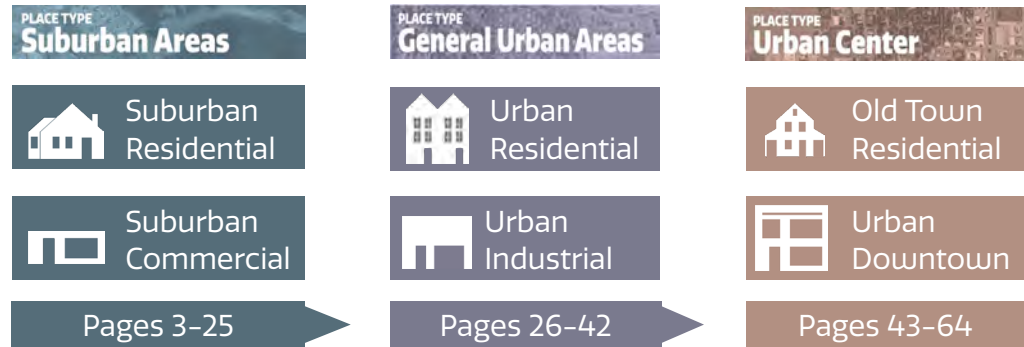 PLACE TYPE
Suburban Areas
Suburban
Residential
Suburban
Commercial
Pages 3-25
PLACE TYPE
General Urban Areas
Urban
Residential
Urban
Industrial
Pages 26-42
PLACE TYPE
Urban Center
Old Town
Residential
Urban
Downtown
Pages 43-64